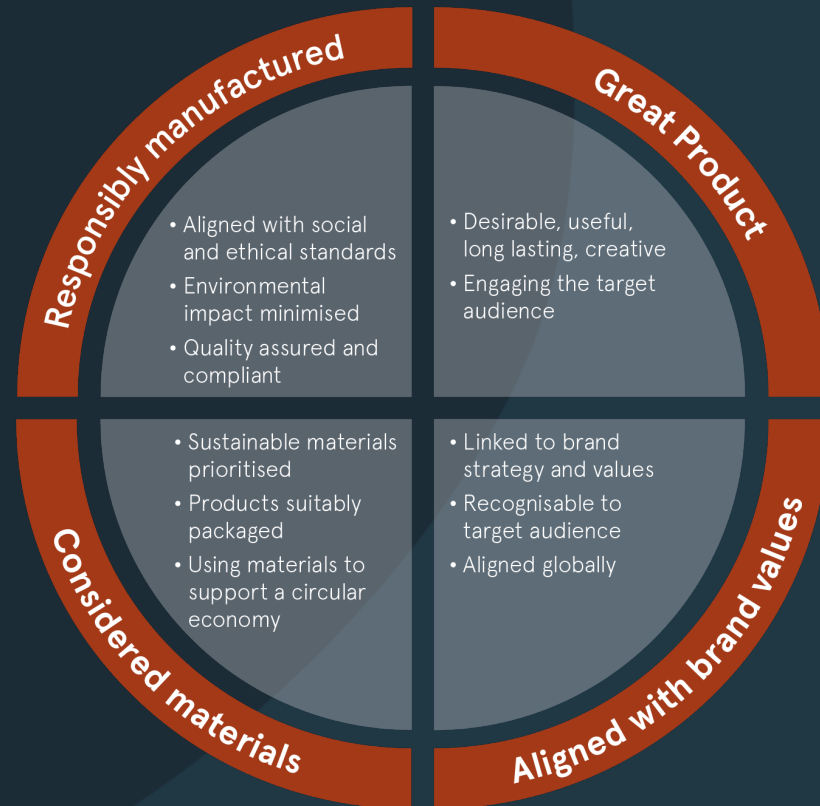 Responsibly manufactured
• Aligned with social
and ethical standards
• Environmental
impact minimised
• Quality assured and
compliant
Great Product
• Desirable, useful,
long lasting, creative
• Engaging the target
audience
Considered materials
• Sustainable materials
prioritised
• Products suitably
packaged
• Using materials to
support a circular
economy
Aligned with brand values
• Linked to brand
strategy and values
• Recognisable to
target audience
• Aligned globally